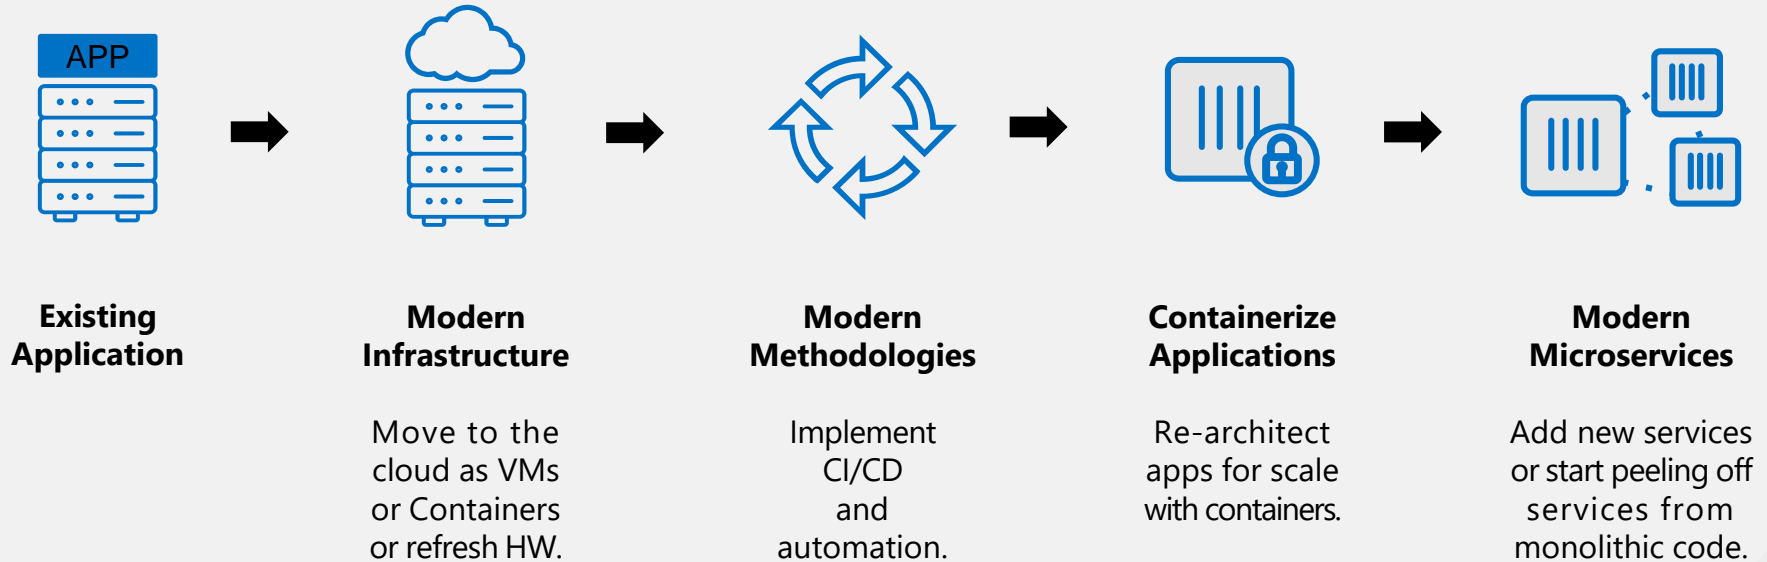 APP
Existing
Application
Modern
Infrastructure
Move to the
cloud as VMs
or Containers
or refresh HW.
Modern
Methodologies
Implement
CI/CD
and
automation.
Containerize
Applications
Re-architect
apps for scale
with containers.
Modern
Microservices
Add new services
or start peeling off
services from
monolithic code.